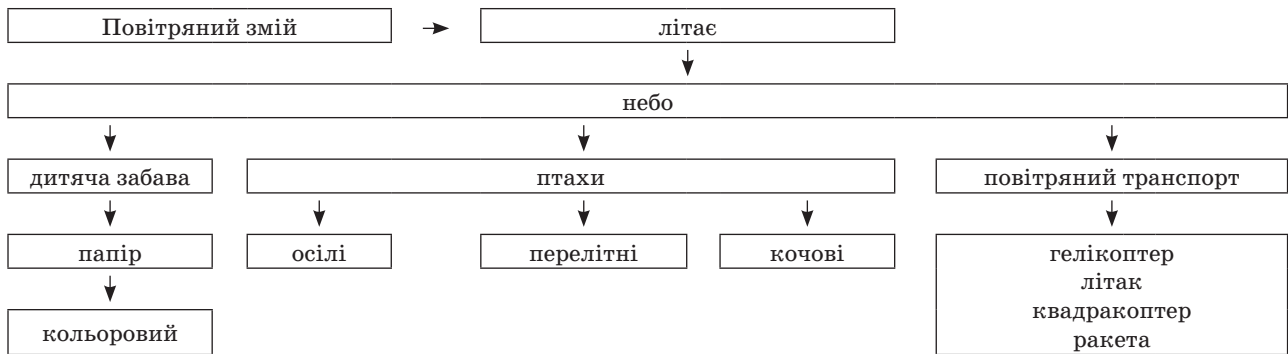 Повітряний змій
літає
небо
дитяча забава
птахи
повітряний транспорт
папір
осілі
перелітні
кочові
гелікоптер
літак
квадракоптер
ракета
кольоровий